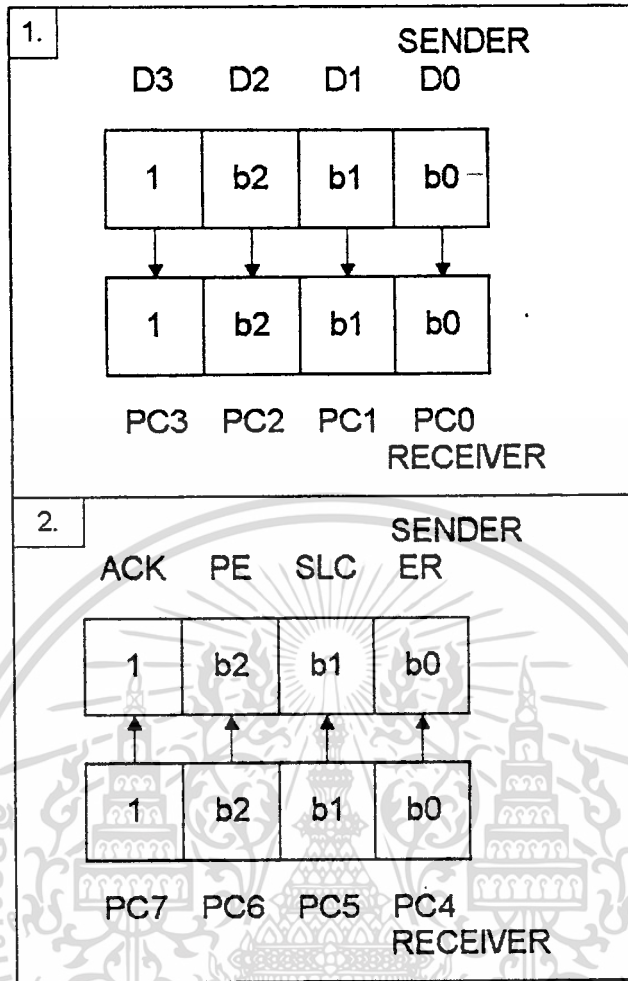 1.
SENDER
D3 D2 D1 D0
1 b2 b1 b0
1 b2 b1 b0
PC3 PC2 PC1 PC0
RECEIVER
2.
SENDER
ACK PE SLC ER
1 b2 b1 b0
1 b2 b1 b0
PC7 PC6 PC5 PC4
RECEIVER